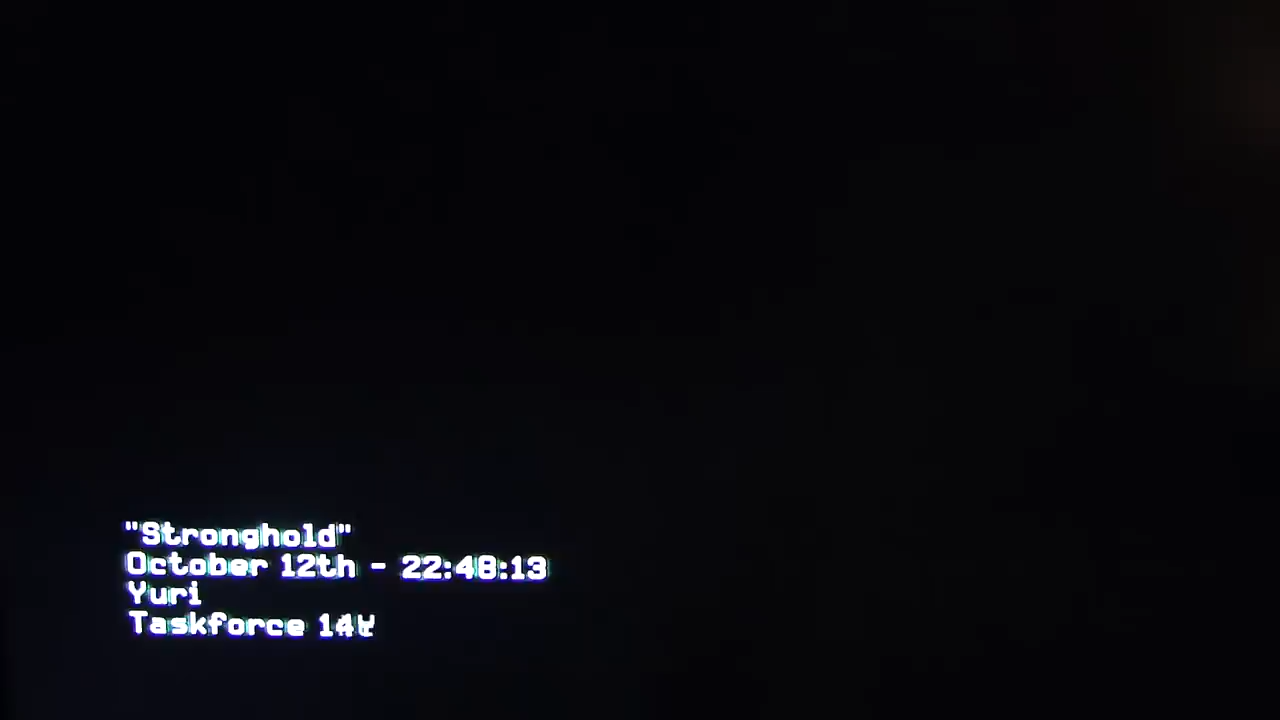 "Stronghold"
October 12th - 22:48:13
Yuri
Taskforce 14